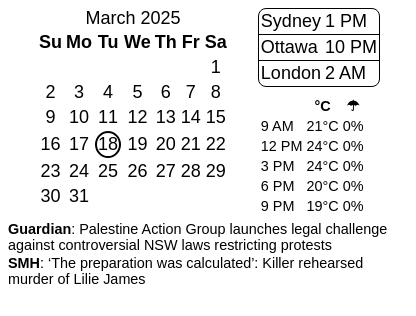 March 2025
Su Mo Tu We Th Fr Sa
1
2 3 4 5 6 7 8
9 10 11 12 13 14 15
16 17 18 19 20 21 22
23 24 25 26 27 28 29
30 31
Sydney 1 PM
Ottawa 10 PM
London 2 AM
°C ☂
9 AM 21°C 0%
12 PM 24°C 0%
3 PM 24°C 0%
6 PM 20°C 0%
9 PM 19°C 0%
Guardian: Palestine Action Group launches legal challenge
against controversial NSW laws restricting protests
SMH: ‘The preparation was calculated’: Killer rehearsed
murder of Lilie James